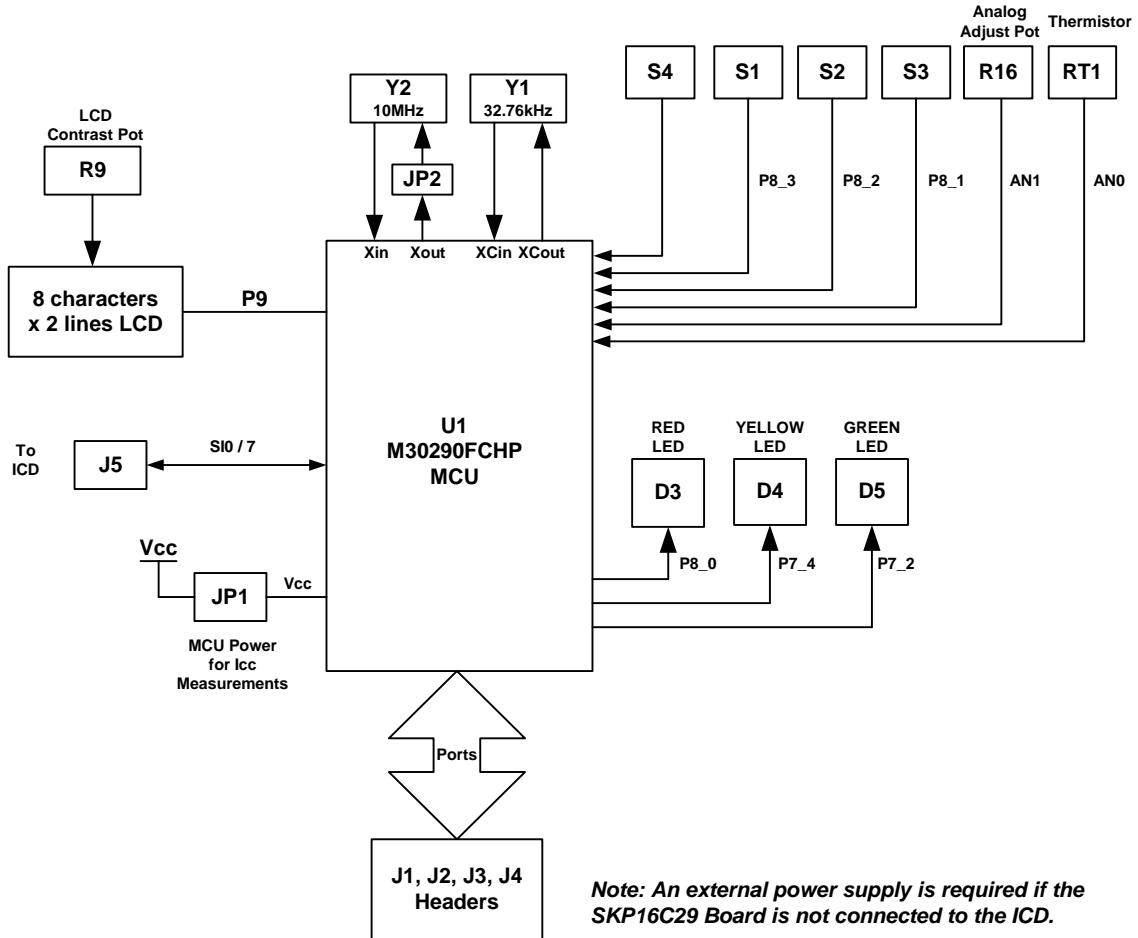 Analog
Adjust Pot
Thermistor
S4
S1
S2
S3
R16
RT1
Y2
10MHz
Y1
32.76kHz
LCD
Contrast Pot
R9
JP2
P8_3
P8_2
P8_1
AN1
AN0
Xin
Xout
XCin
XCout
8 characters
x 2 lines LCD
P9
U1
M30290FCHP
MCU
To
ICD
J5
SI0 / 7
RED
LED
YELLOW
LED
GREEN
LED
D3
D4
D5
P8_0
P7_4
P7_2
Vcc
JP1
Vcc
MCU Power
for Icc
Measurements
Ports
J1, J2, J3, J4
Headers
Note: An external power supply is required if the
SKP16C29 Board is not connected to the ICD.